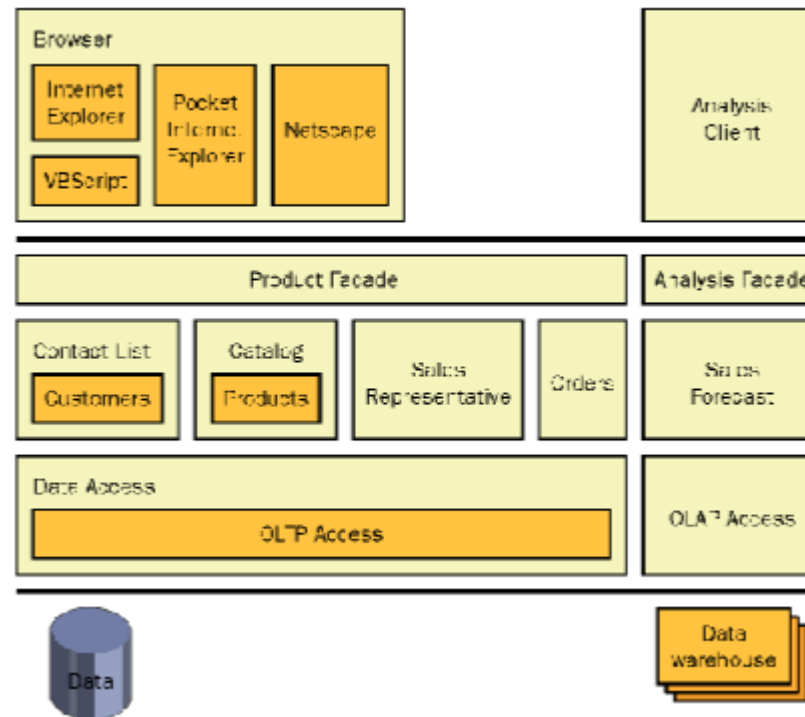 Browser
Internet
Explorer
Pocket
Internet
Explorer
Netscape
VBScript
Analysis
Client
Product Facade
Analysis Facade
Contact List
Customers
Catalog
Products
Sales
Representative
Orders
Sales
Forecast
Data Access
OLTP Access
OLAP Access
Data
Data
warehouse